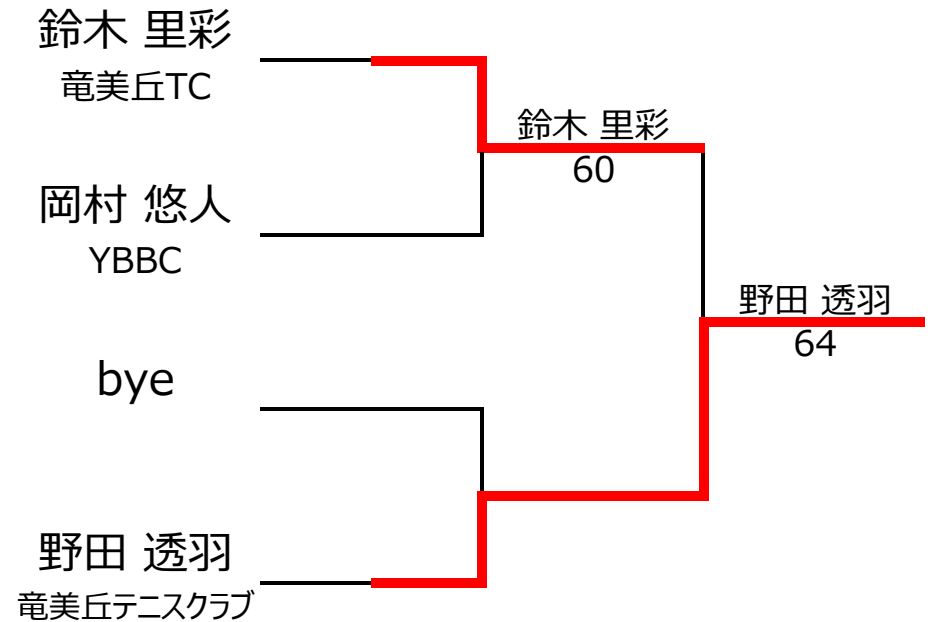 鈴木 里彩
竜美丘TC
鈴木 里彩
60
岡村 悠人
YBBC
野田 透羽
64
bye
野田 透羽
竜美丘テニスクラブ